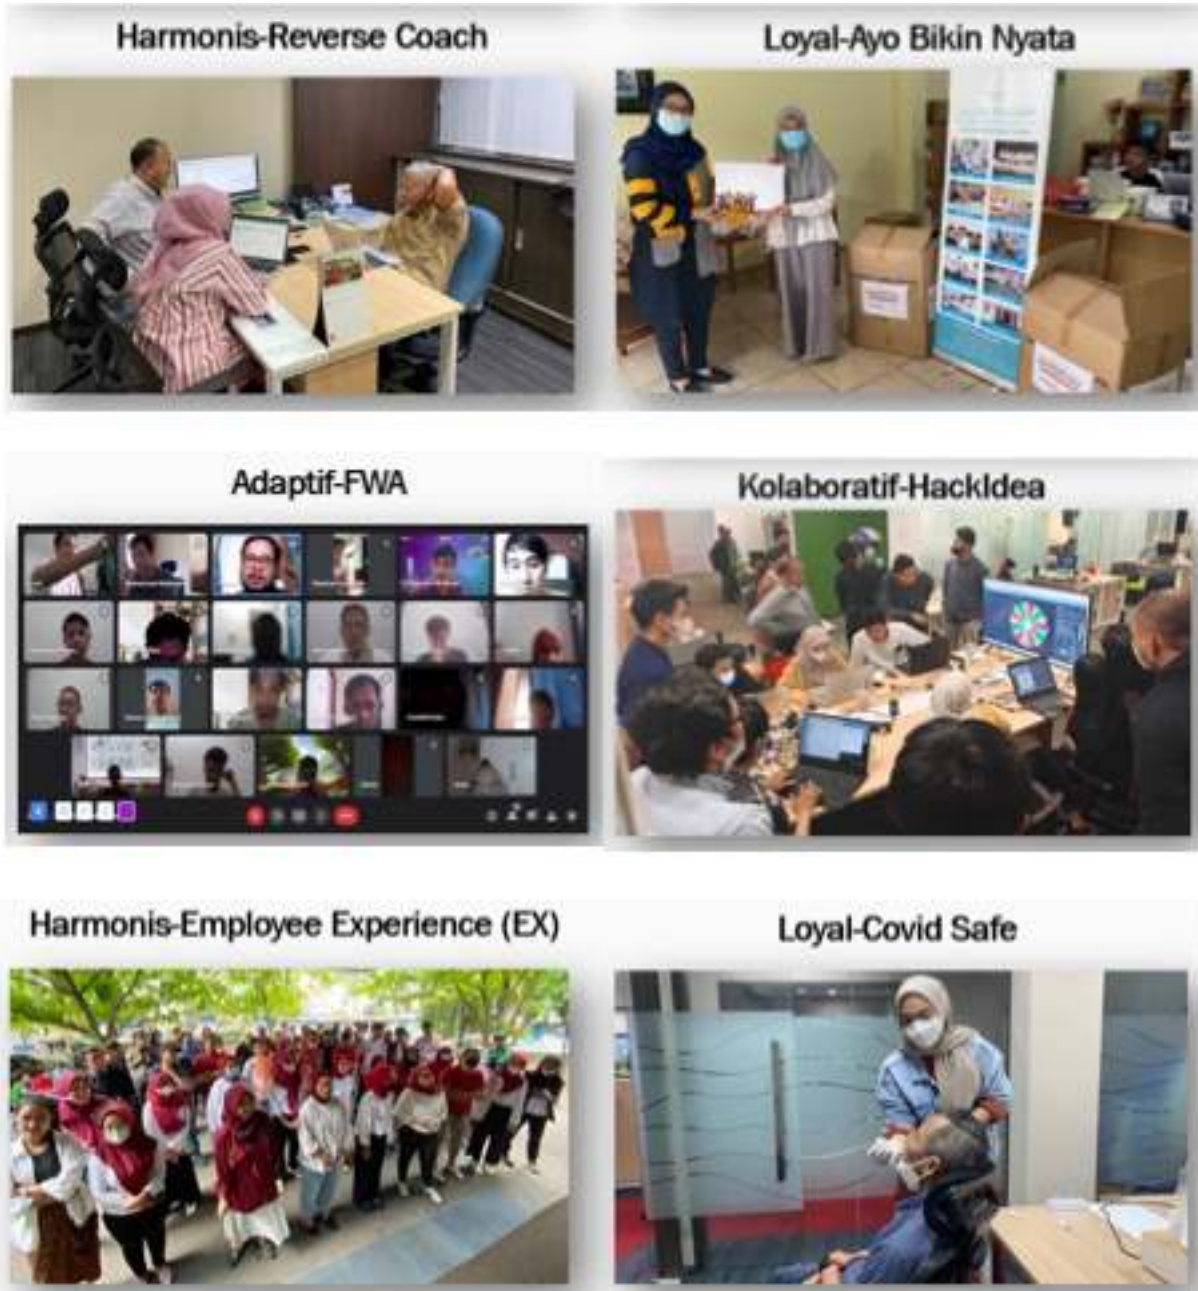 Harmonis-Reverse Coach
Loyal-Ayo Bikin Nyata
Adaptif-FWA
Kolaboratif-HackIdea
Harmonis-Employee Experience (EX)
Loyal-Covid Safe